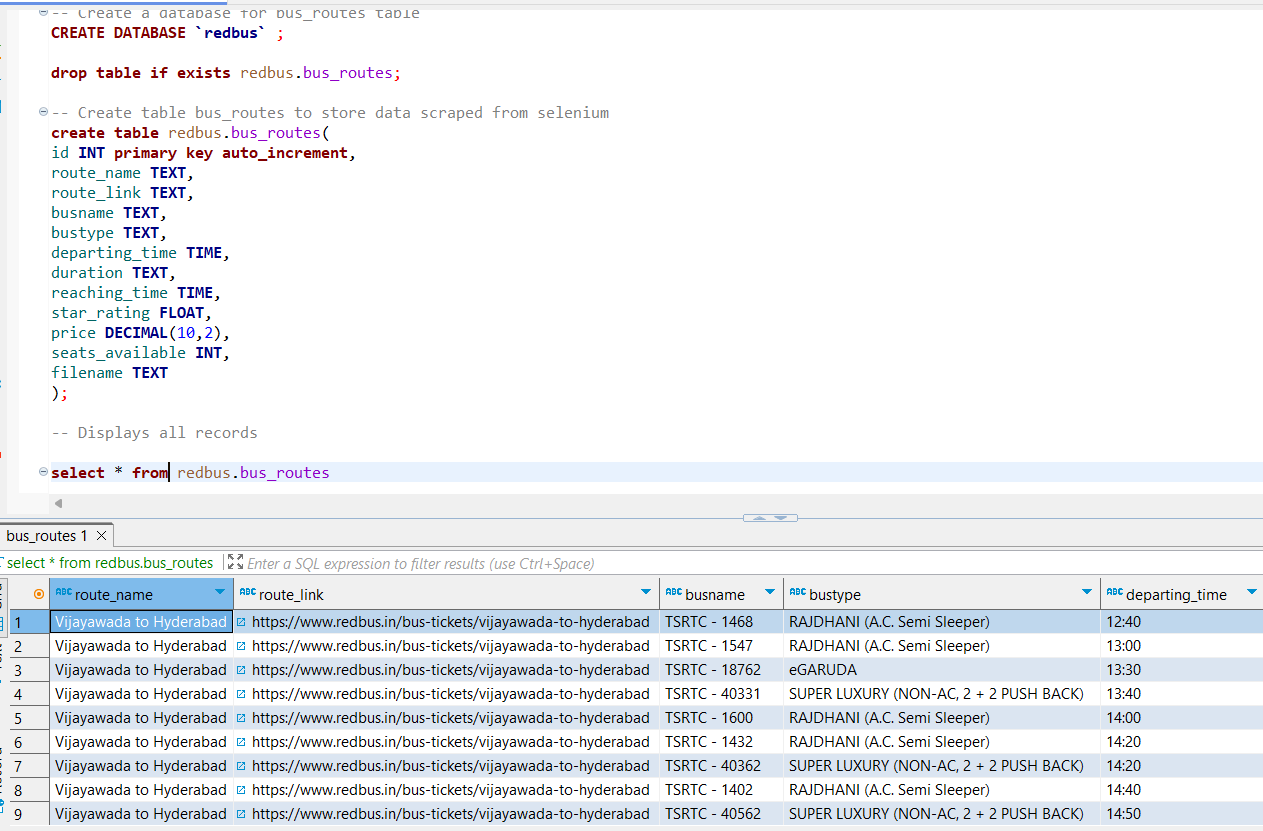 -- Create a database for bus_routes table
CREATE DATABASE `redbus` ;
drop table if exists redbus.bus_routes;
-- Create table bus_routes to store data scraped from selenium
create table redbus.bus_routes(
id INT primary key auto_increment,
route_name TEXT,
route_link TEXT,
busname TEXT,
bustype TEXT,
departing_time TIME,
duration TEXT,
reaching_time TIME,
star_rating FLOAT,
price DECIMAL(10,2),
seats_available INT,
filename TEXT
);
-- Displays all records
select * from redbus.bus_routes
bus_routes 1
select * from redbus.bus_routes Enter a SQL expression to filter results (use Ctrl+Space)
ABC route_name ABC route_link ABC busname ABC bustype ABC departing_time
1 Vijayawada to Hyderabad https://www.redbus.in/bus-tickets/vijayawada-to-hyderabad TSRTC - 1468 RAJDHANI (A.C. Semi Sleeper) 12:40
2 Vijayawada to Hyderabad https://www.redbus.in/bus-tickets/vijayawada-to-hyderabad TSRTC - 1547 RAJDHANI (A.C. Semi Sleeper) 13:00
3 Vijayawada to Hyderabad https://www.redbus.in/bus-tickets/vijayawada-to-hyderabad TSRTC - 18762 eGARUDA 13:30
4 Vijayawada to Hyderabad https://www.redbus.in/bus-tickets/vijayawada-to-hyderabad TSRTC - 40331 SUPER LUXURY (NON-AC, 2 + 2 PUSH BACK) 13:40
5 Vijayawada to Hyderabad https://www.redbus.in/bus-tickets/vijayawada-to-hyderabad TSRTC - 1600 RAJDHANI (A.C. Semi Sleeper) 14:00
6 Vijayawada to Hyderabad https://www.redbus.in/bus-tickets/vijayawada-to-hyderabad TSRTC - 1432 RAJDHANI (A.C. Semi Sleeper) 14:20
7 Vijayawada to Hyderabad https://www.redbus.in/bus-tickets/vijayawada-to-hyderabad TSRTC - 40362 SUPER LUXURY (NON-AC, 2 + 2 PUSH BACK) 14:20
8 Vijayawada to Hyderabad https://www.redbus.in/bus-tickets/vijayawada-to-hyderabad TSRTC - 1402 RAJDHANI (A.C. Semi Sleeper) 14:40
9 Vijayawada to Hyderabad https://www.redbus.in/bus-tickets/vijayawada-to-hyderabad TSRTC - 40562 SUPER LUXURY (NON-AC, 2 + 2 PUSH BACK) 14:50